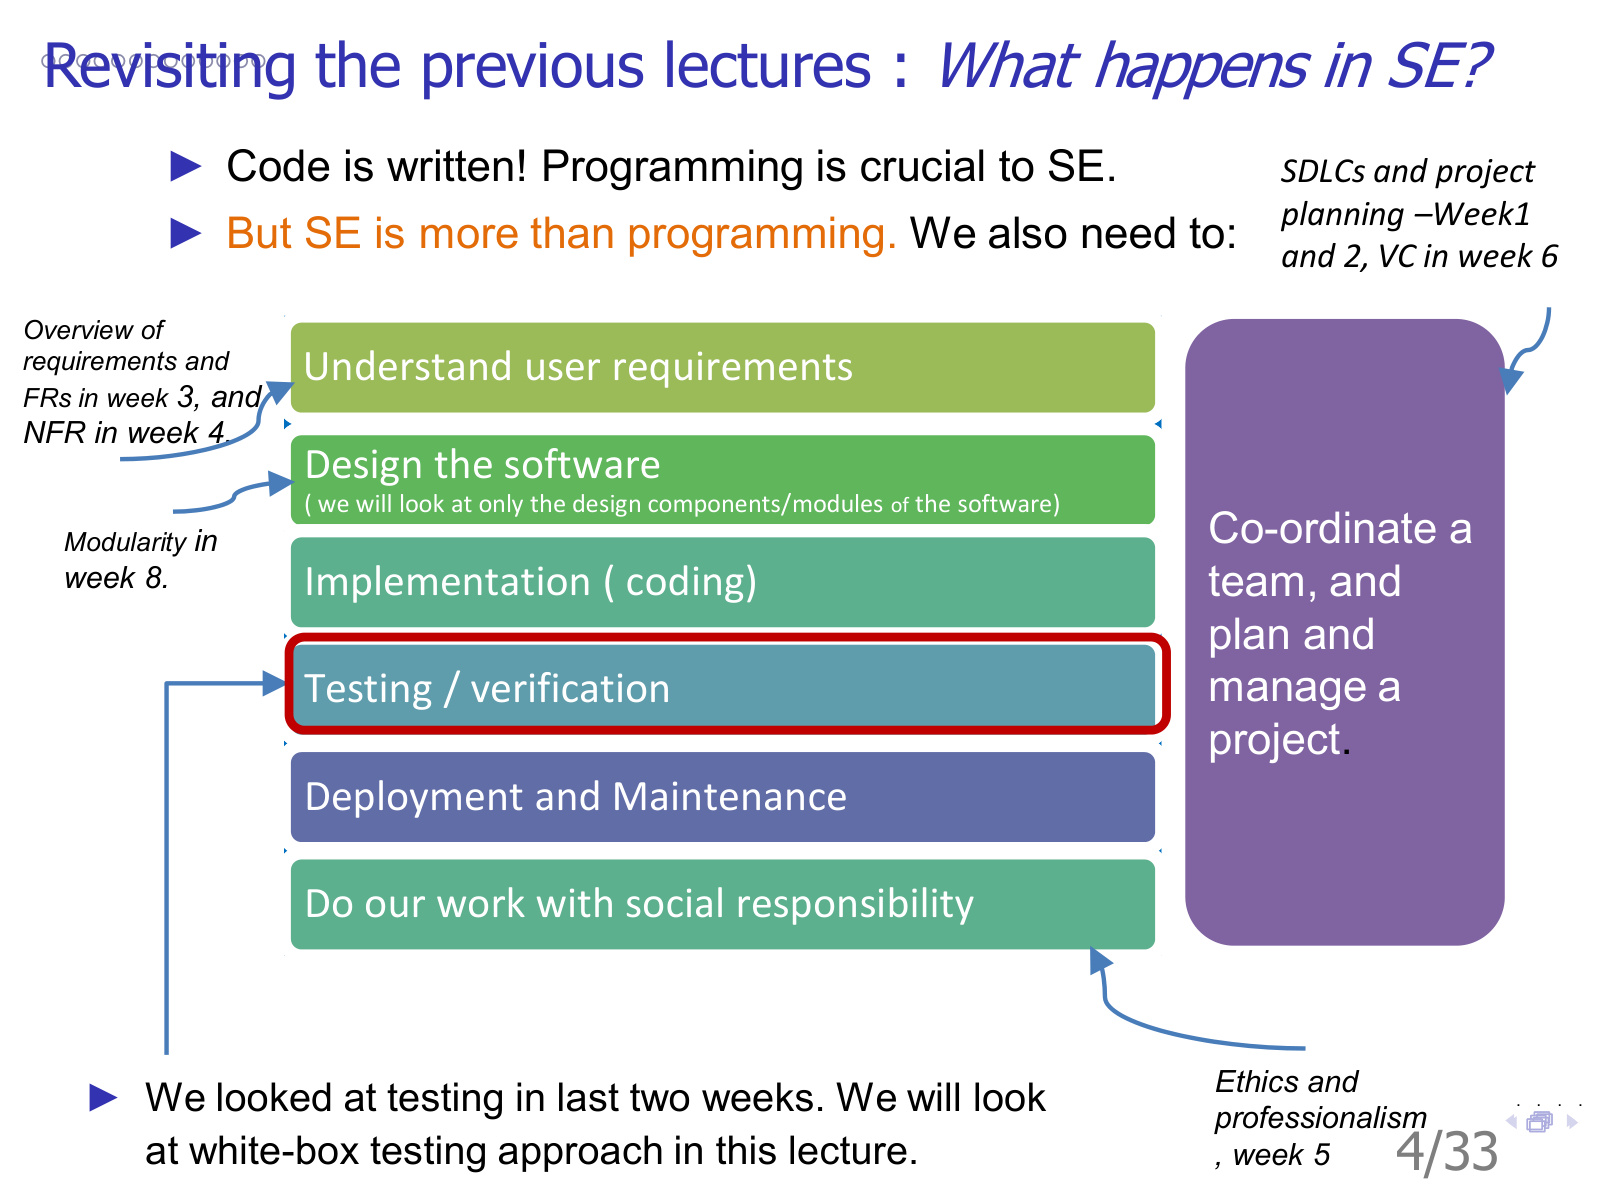 Revisiting the previous lectures : What happens in SE?
Code is written! Programming is crucial to SE.
But SE is more than programming. We also need to:
SDLCs and project
planning –Week1
and 2, VC in week 6
Overview of
requirements and
FRs in week 3, and
NFR in week 4.
Understand user requirements
Design the software
( we will look at only the design components/modules of the software)
Modularity in
week 8.
Implementation ( coding)
Testing / verification
Deployment and Maintenance
Do our work with social responsibility
Co-ordinate a
team, and
plan and
manage a
project.
We looked at testing in last two weeks. We will look
at white-box testing approach in this lecture.
Ethics and
professionalism
, week 5
4/33